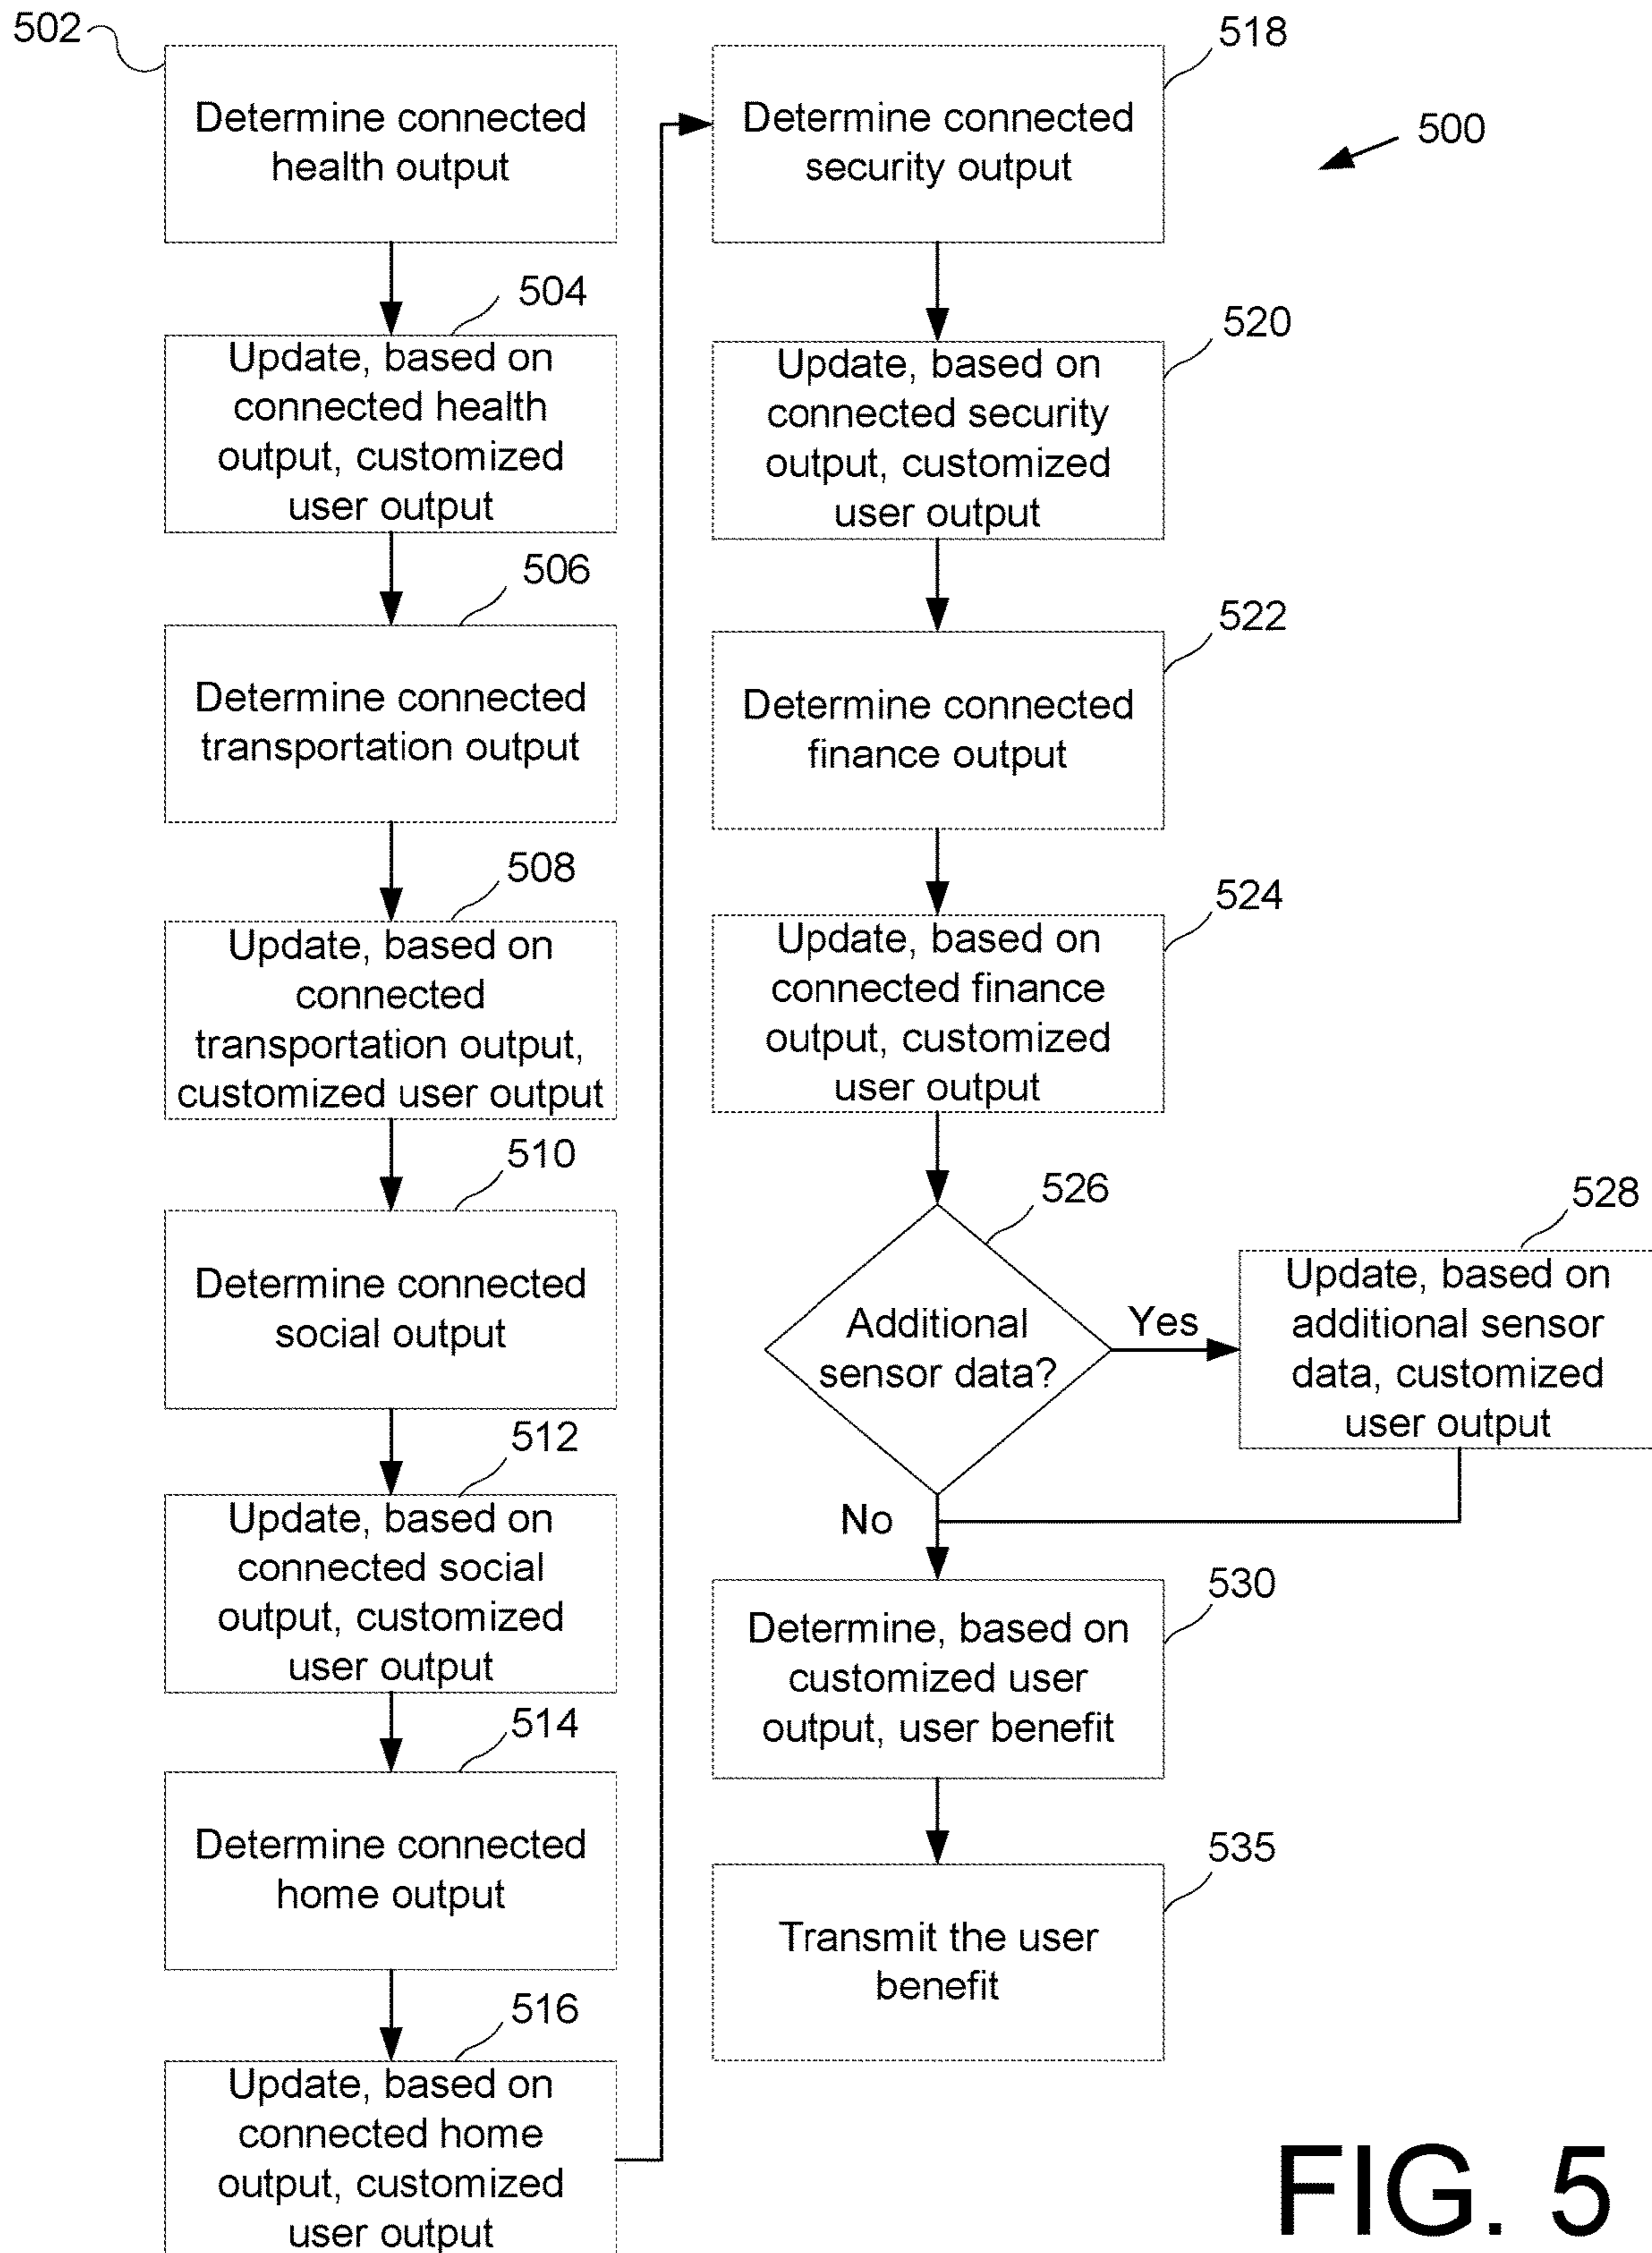 502
Determine connected
health output
504
Update, based on
connected health
output, customized
user output
506
Determine connected
transportation output
508
Update, based on
connected
transportation output,
customized user output
510
Determine connected
social output
512
Update, based on
connected social
output, customized
user output
514
Determine connected
home output
516
Update, based on
connected home
output, customized
user output
518
Determine connected
security output
500
520
Update, based on
connected security
output, customized
user output
522
Determine connected
finance output
524
Update, based on
connected finance
output, customized
user output
526
Additional
sensor data?
Yes
528
Update, based on
additional sensor
data, customized
user output
No
530
Determine, based on
customized user
output, user benefit
535
Transmit the user
benefit
FIG. 5